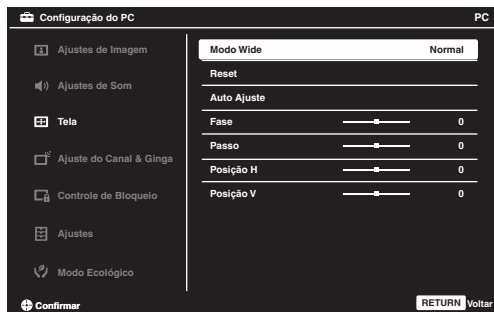 Configuração do PC
PC
Ajustes de Imagem
Ajustes de Som
Tela
Ajuste do Canal & Ginga
Controle de Bloqueio
Ajustes
Modo Ecológico
Modo Wide Normal
Reset
Auto Ajuste
Fase 0
Passo 0
Posição H 0
Posição V 0
Confirmar
RETURN Voltar